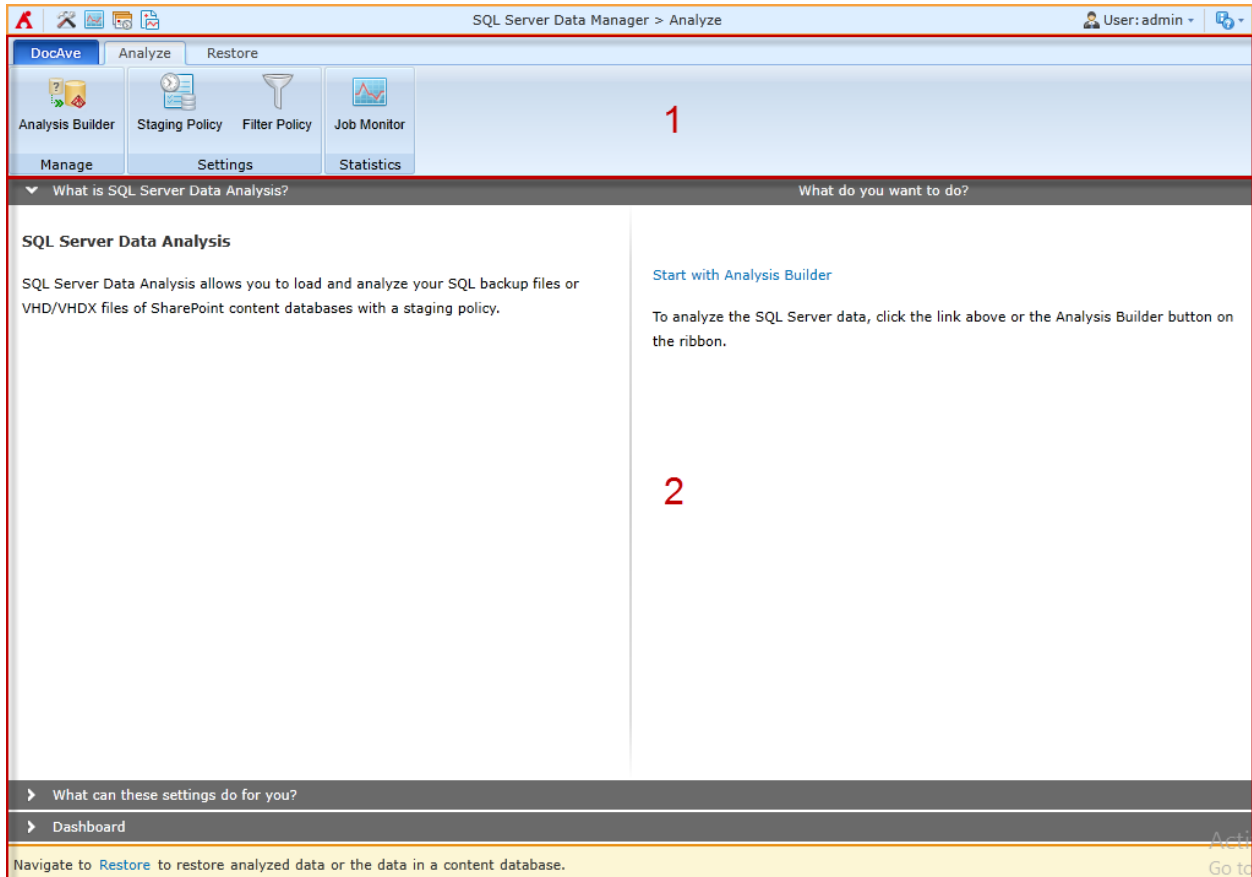 SQL Server Data Manager > Analyze
User: admin
DocAve Analyze Restore
Analysis Builder Staging Policy Filter Policy Job Monitor
1
Manage Settings Statistics
What is SQL Server Data Analysis? What do you want to do?
SQL Server Data Analysis
SQL Server Data Analysis allows you to load and analyze your SQL backup files or
VHD/VHDX files of SharePoint content databases with a staging policy.
Start with Analysis Builder
To analyze the SQL Server data, click the link above or the Analysis Builder button on
the ribbon.
2
What can these settings do for you?
Dashboard
Navigate to Restore to restore analyzed data or the data in a content database.
Go to